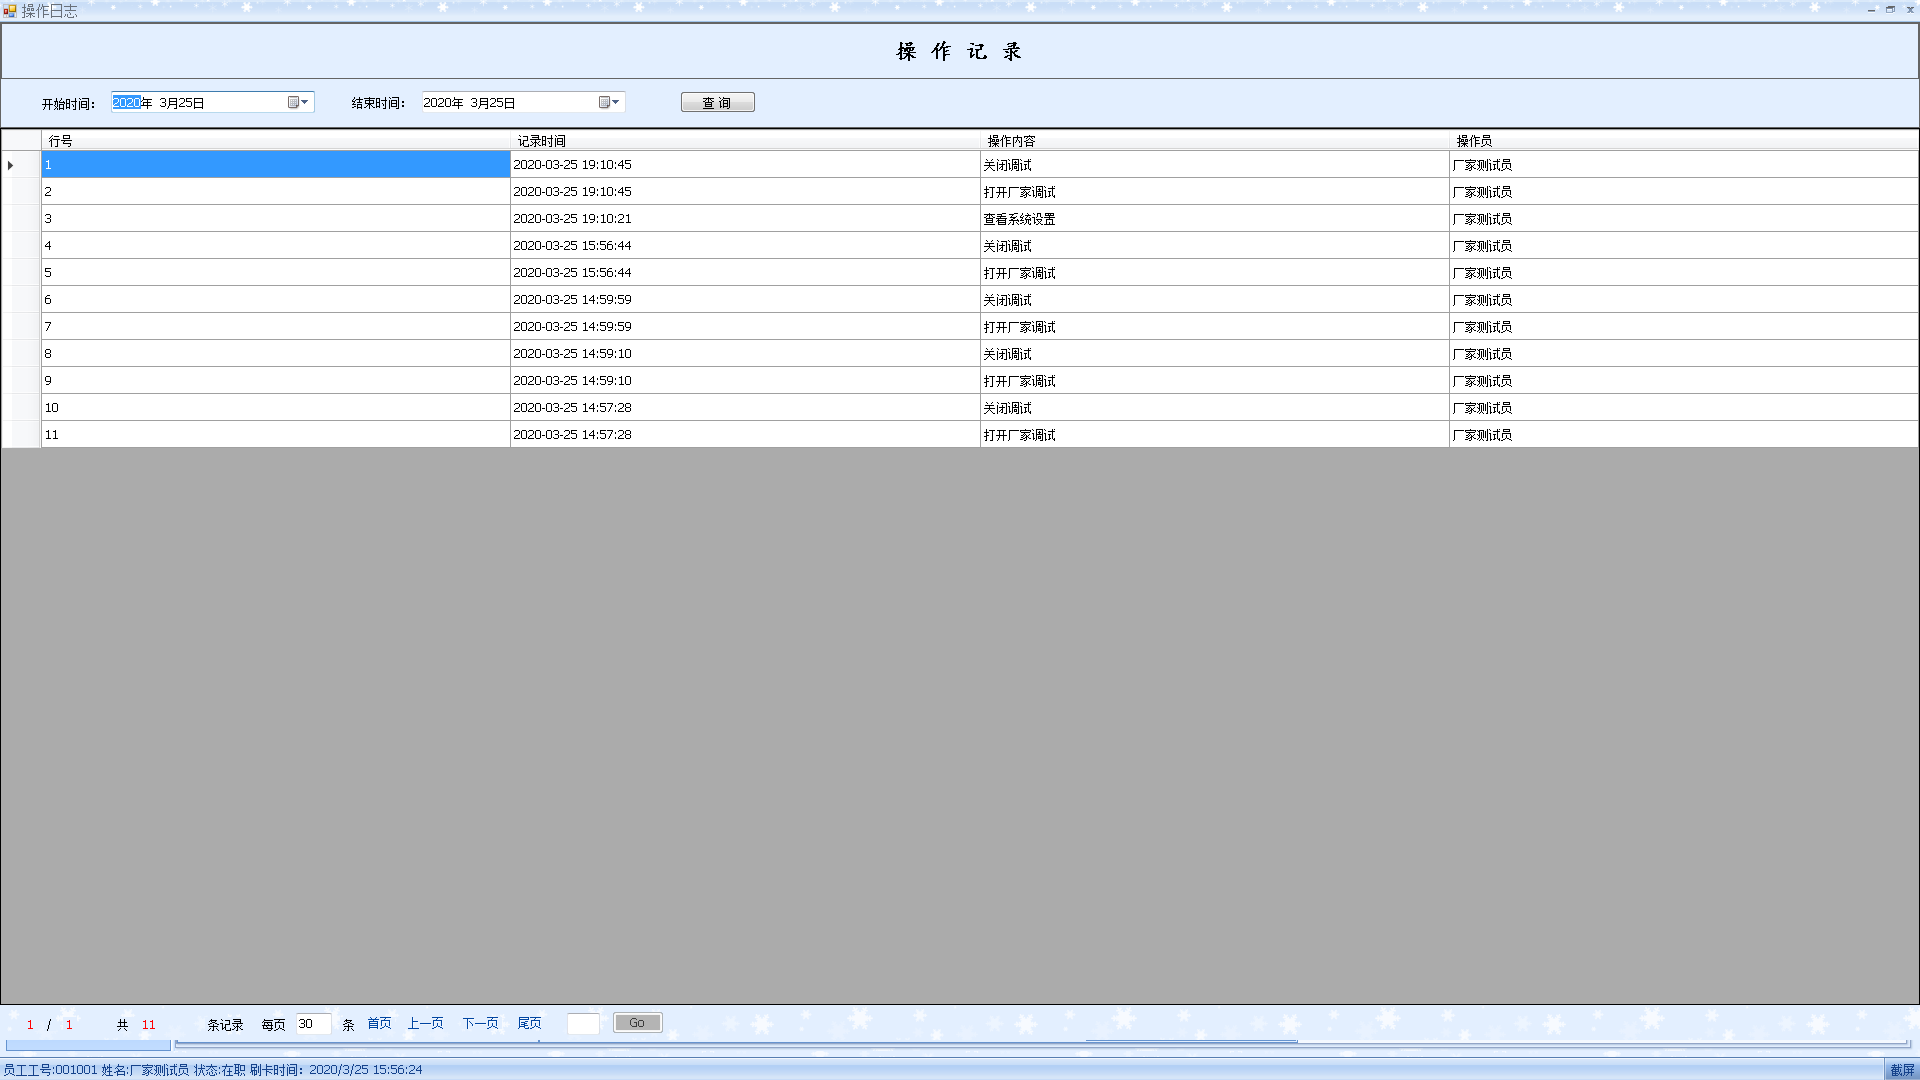 操作日志
操 作 记 录
开始时间: 2020年 3月25日 结束时间: 2020年 3月25日 查 询
行号 记录时间 操作内容 操作员
1 2020-03-25 19:10:45 关闭调试 厂家测试员
2 2020-03-25 19:10:45 打开厂家调试 厂家测试员
3 2020-03-25 19:10:21 查看系统设置 厂家测试员
4 2020-03-25 15:56:44 关闭调试 厂家测试员
5 2020-03-25 15:56:44 打开厂家调试 厂家测试员
6 2020-03-25 14:59:59 关闭调试 厂家测试员
7 2020-03-25 14:59:59 打开厂家调试 厂家测试员
8 2020-03-25 14:59:10 关闭调试 厂家测试员
9 2020-03-25 14:59:10 打开厂家调试 厂家测试员
10 2020-03-25 14:57:28 关闭调试 厂家测试员
11 2020-03-25 14:57:28 打开厂家调试 厂家测试员
1 / 1 共 11 条记录 每页 30 条 首页 上一页 下一页 尾页 Go
员工工号:001001 姓名:厂家测试员 状态:在职 刷卡时间: 2020/3/25 15:56:24 截屏